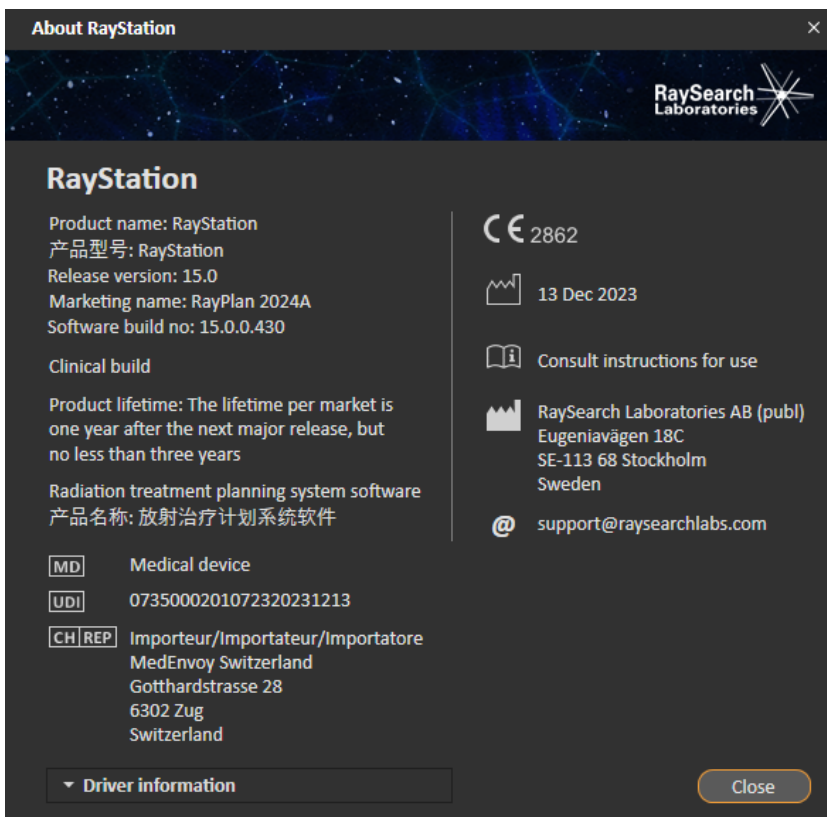 About RayStation
RaySearch
Laboratories
RayStation
Product name: RayStation
产品型号: RayStation
Release version: 15.0
Marketing name: RayPlan 2024A
Software build no: 15.0.0.430
Clinical build
Product lifetime: The lifetime per market is
one year after the next major release, but
no less than three years
Radiation treatment planning system software
产品名称: 放射治疗计划系统软件
MD Medical device
UDI 0735000201072320231213
CH REP Importeur/Importateur/Importatore
MedEnvoy Switzerland
Gotthardstrasse 28
6302 Zug
Switzerland
CE 2862
13 Dec 2023
Consult instructions for use
RaySearch Laboratories AB (publ)
Eugeniavägen 18C
SE-113 68 Stockholm
Sweden
@ support@raysearchlabs.com
Driver information
Close